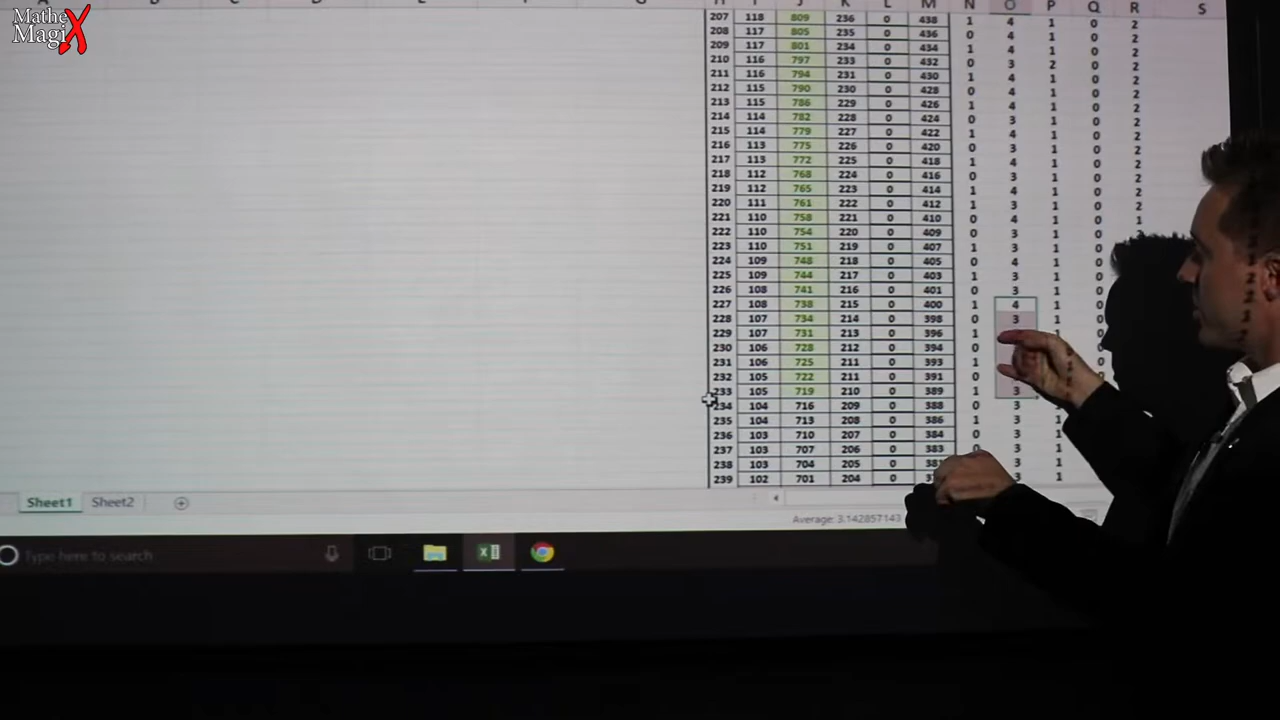 Mathe
MagiX
H I J K L M N O P Q R S
207 118 809 236 0 438 1 4 1 0 2
208 117 805 235 0 436 0 4 1 0 2
209 117 801 234 0 434 1 4 1 0 2
210 116 797 233 0 432 0 3 2 0 2
211 116 794 231 0 430 1 4 1 0 2
212 115 790 230 0 428 0 4 1 0 2
213 115 786 229 0 426 1 4 1 0 2
214 114 782 228 0 424 0 3 1 0 2
215 114 779 227 0 422 1 4 1 0 2
216 113 775 226 0 420 0 3 1 0 2
217 113 772 225 0 418 1 4 1 0 2
218 112 768 224 0 416 0 3 1 0 2
219 112 765 223 0 414 1 4 1 0 2
220 111 761 222 0 412 1 3 1 0 2
221 110 758 221 0 410 0 4 1 0 1
222 110 754 220 0 409 0 3 1 0
223 110 751 219 0 407 1 3 1 0
224 109 748 218 0 405 0 4 1 0
225 109 744 217 0 403 1 3 1 0
226 108 741 216 0 401 0 3 1 0
227 108 738 215 0 400 1 4 1 0
228 107 734 214 0 398 0 3 1 0
229 107 731 213 0 396 1 1 0
230 106 728 212 0 394 0
231 106 725 211 0 393 1
232 105 722 211 0 391 0
233 105 719 210 0 389 1 3
234 104 716 209 0 388 0 3
235 104 713 208 0 386 1 3 1
236 103 710 207 0 384 0 3 1
237 103 707 206 0 383 0 3 1
238 103 704 205 0 3 1
239 102 701 204 0 3 1
Sheet1 Sheet2
Average: 3.142857143
Type here to search